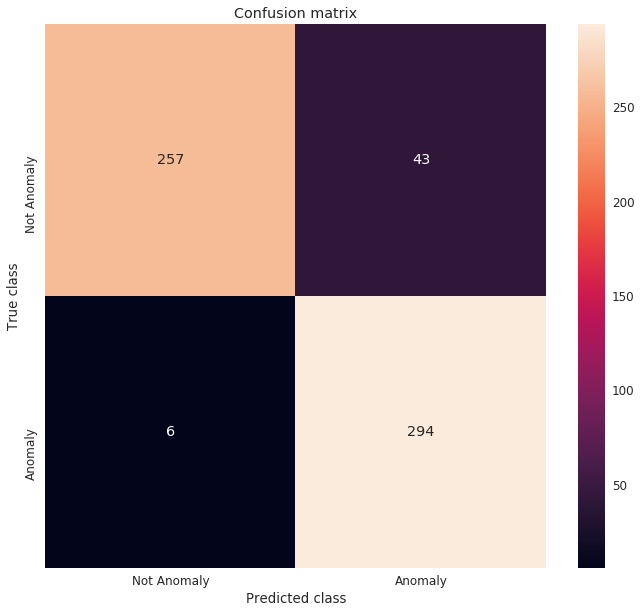 Confusion matrix
True class
Not Anomaly
Anomaly
257
43
6
294
Not Anomaly
Anomaly
Predicted class
250
200
150
100
50